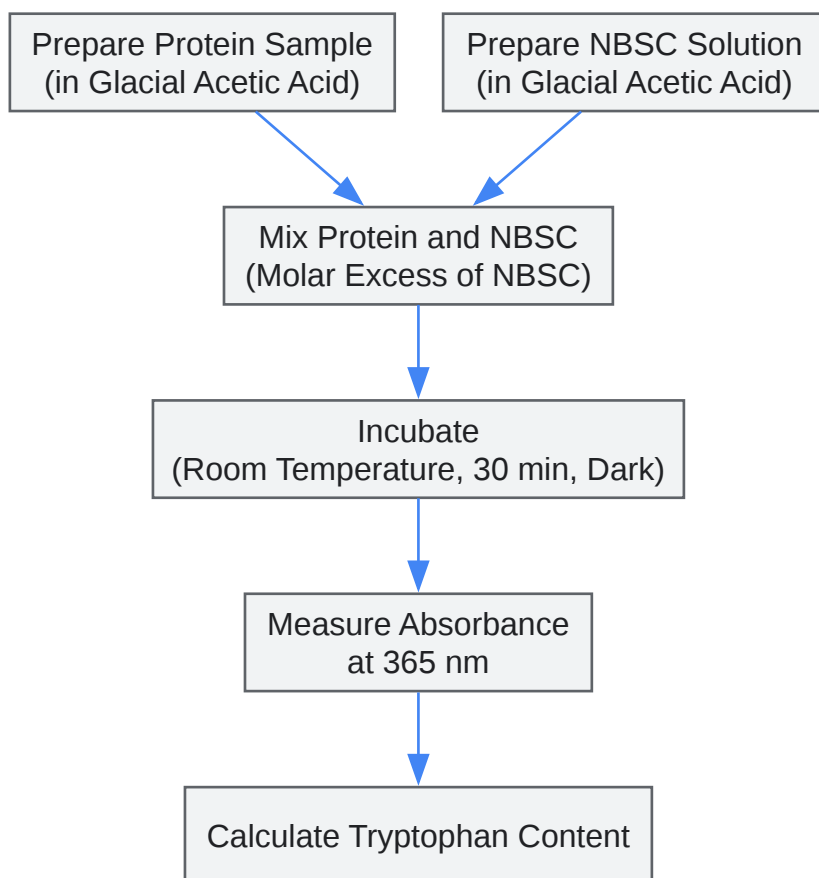 Prepare Protein Sample
(in Glacial Acetic Acid)
Prepare NBSC Solution
(in Glacial Acetic Acid)
Mix Protein and NBSC
(Molar Excess of NBSC)
Incubate
(Room Temperature, 30 min, Dark)
Measure Absorbance
at 365 nm
Calculate Tryptophan Content